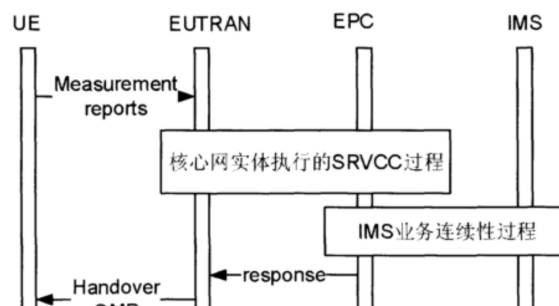 UE EUTRAN EPC IMS
Measurement
reports
核心网实体执行的SRVCC过程
IMS业务连续性过程
response
Handover